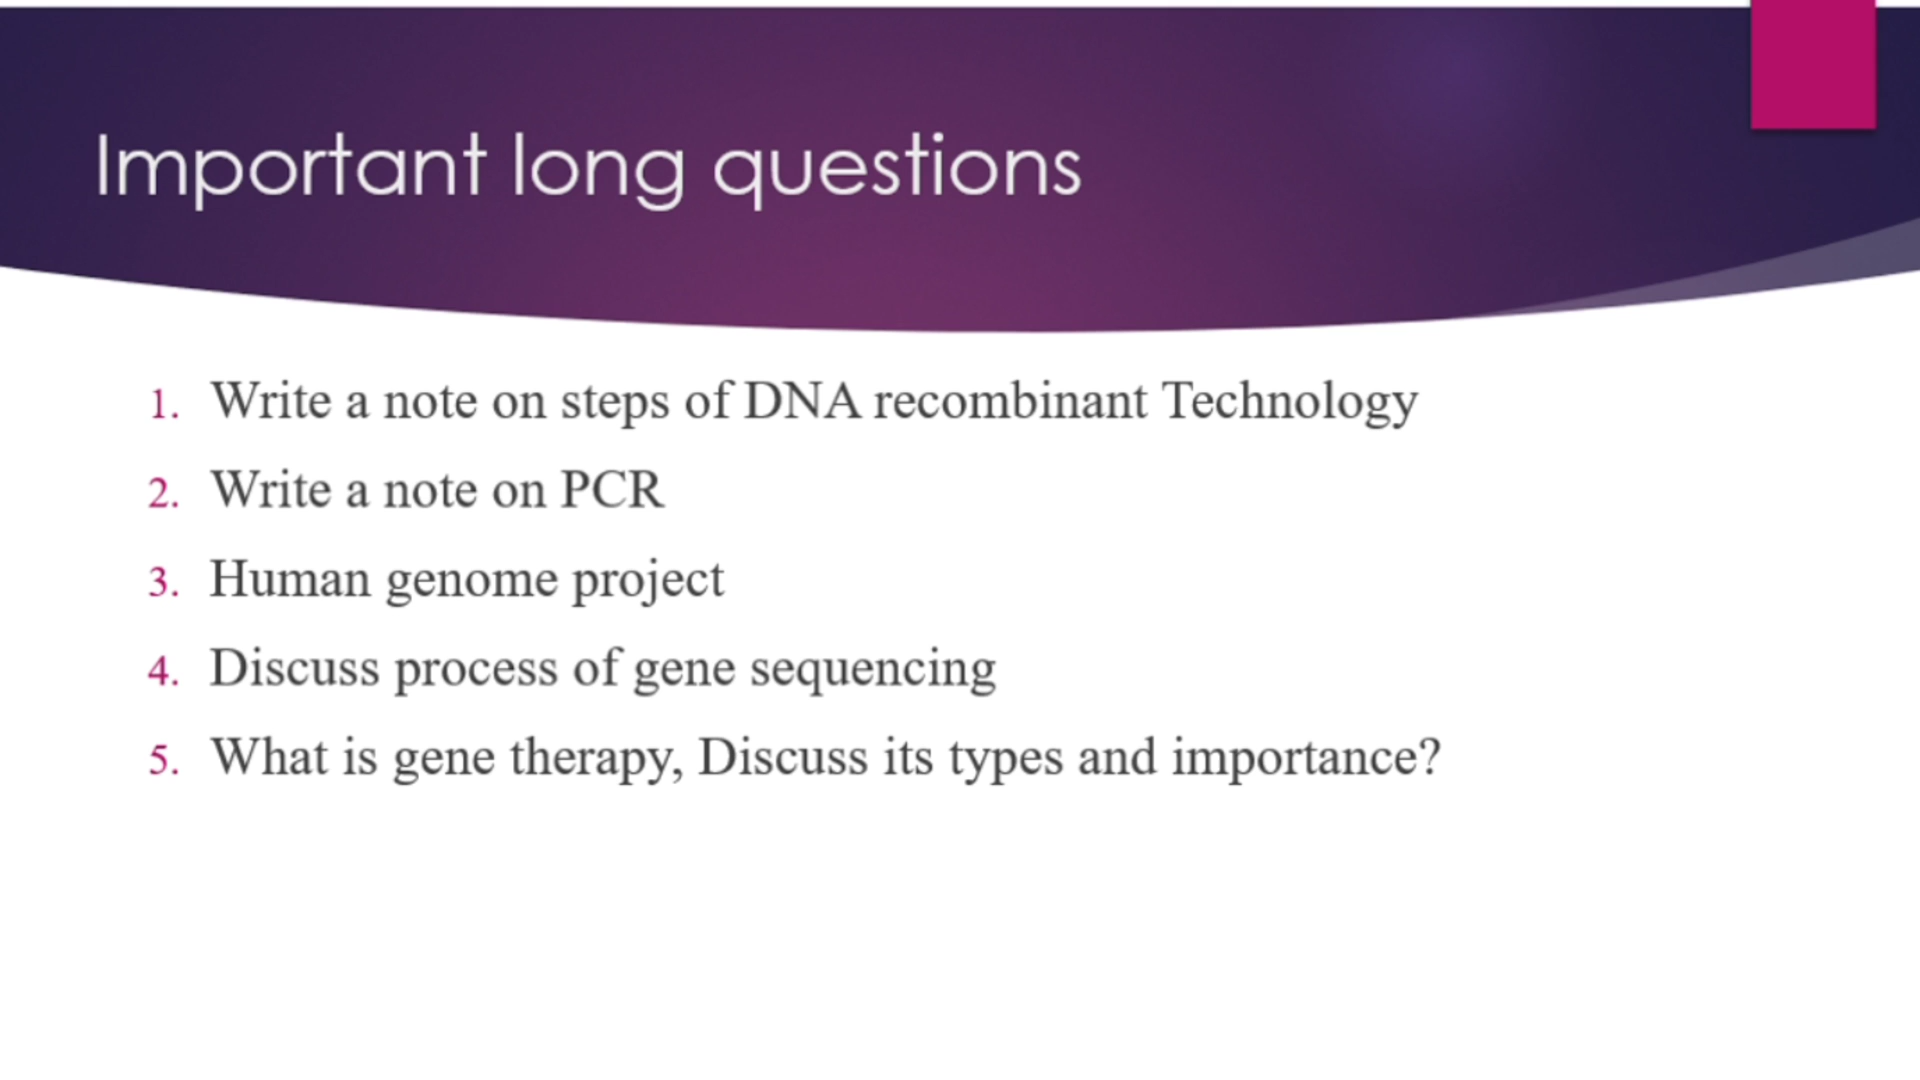 Important long questions
1. Write a note on steps of DNA recombinant Technology
2. Write a note on PCR
3. Human genome project
4. Discuss process of gene sequencing
5. What is gene therapy, Discuss its types and importance?